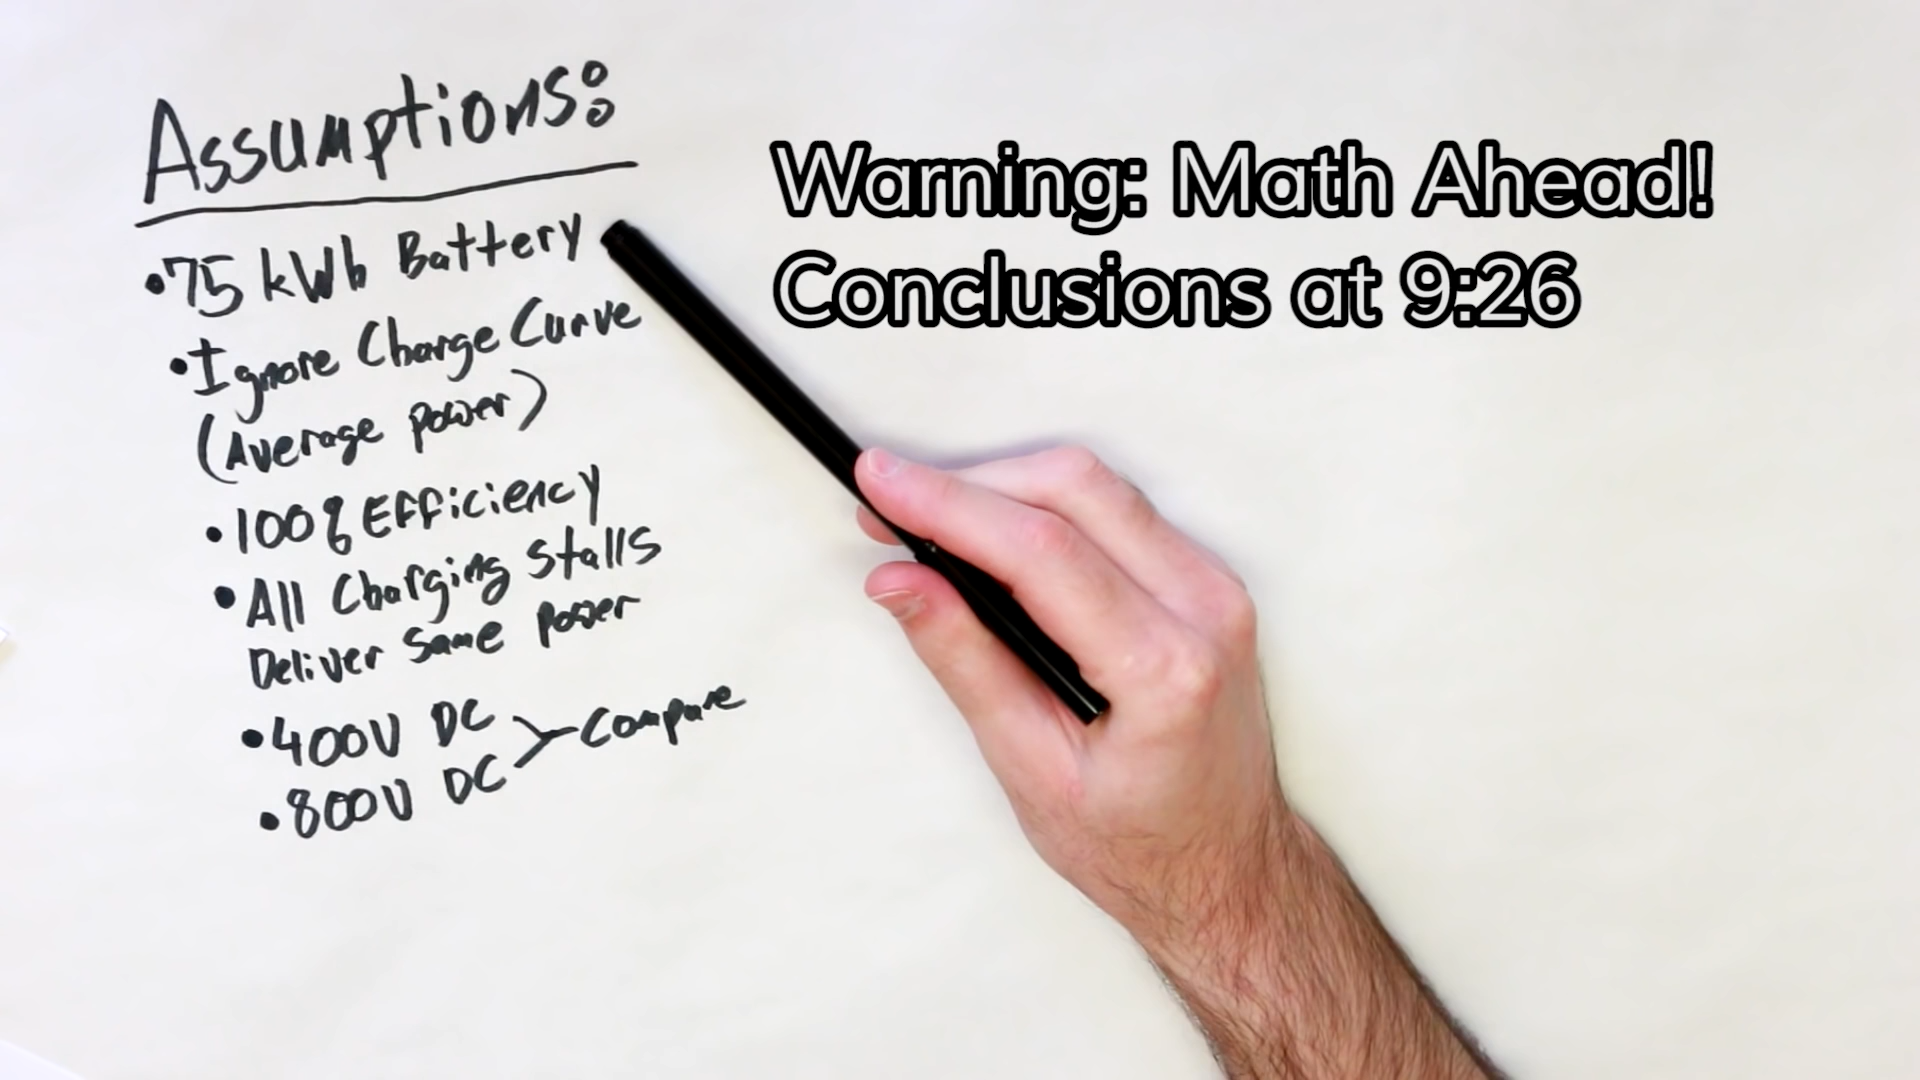 Assumptions:
• 75 kWh Battery
• Ignore Charge Curve
(Average power)
• 100% Efficiency
• All Charging Stalls
Deliver Same Power
• 400V DC
• 800V DC
Compare
Warning: Math Ahead!
Conclusions at 9:26